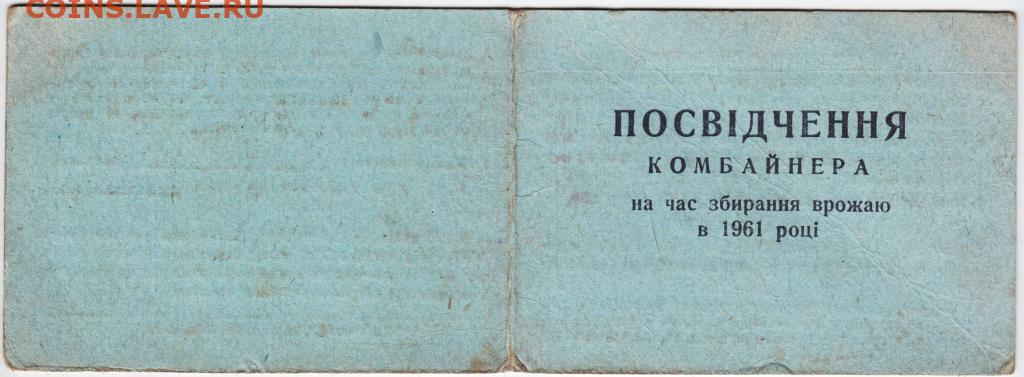 COINS.LAVE.RU
ПОСВІДЧЕННЯ
КОМБАЙНЕРА
на час збирання врожаю
в 1961 році